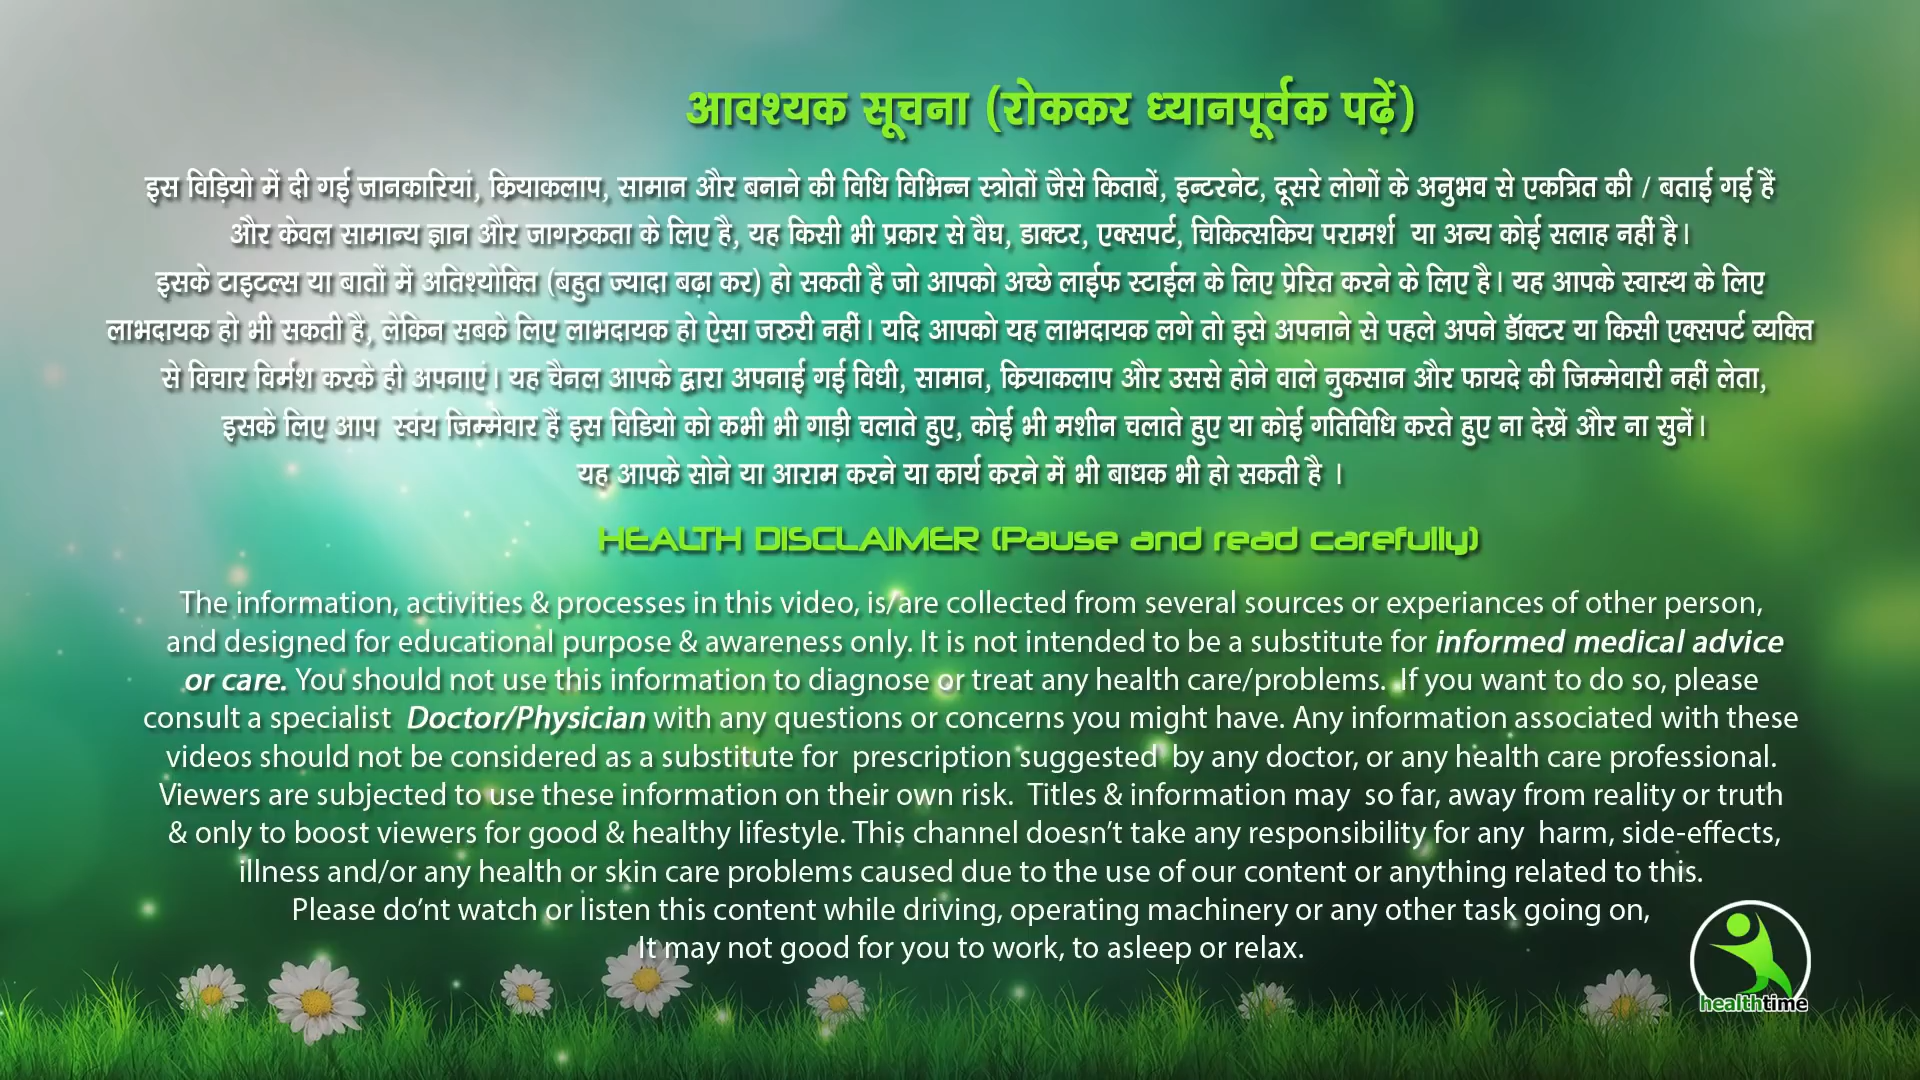 आवश्यक सूचना (रोककर ध्यानपूर्वक पढ़ें)
इस विड़ियो में दी गई जानकारियां, क्रियाकलाप, सामान और बनाने की विधि विभिन्न स्त्रोतों जैसे किताबें, इन्टरनेट, दूसरे लोगों के अनुभव से एकत्रित की / बताई गई हैं
और केवल सामान्य ज्ञान और जागरुकता के लिए है, यह किसी भी प्रकार से वैघ, डाक्टर, एक्सपर्ट, चिकित्सकिय परामर्श या अन्य कोई सलाह नहीं है।
इसके टाइटल्स या बातों में अतिश्योक्ति (बहुत ज्यादा बढ़ा कर) हो सकती है जो आपको अच्छे लाईफ स्टाईल के लिए प्रेरित करने के लिए है। यह आपके स्वास्थ के लिए
लाभदायक हो भी सकती है, लेकिन सबके लिए लाभदायक हो ऐसा जरुरी नहीं। यदि आपको यह लाभदायक लगे तो इसे अपनाने से पहले अपने डॉक्टर या किसी एक्सपर्ट व्यक्ति
से विचार विर्मश करके ही अपनाएं। यह चैनल आपके द्वारा अपनाई गई विधी, सामान, क्रियाकलाप और उससे होने वाले नुकसान और फायदे की जिम्मेवारी नहीं लेता,
इसके लिए आप स्वंय जिम्मेवार हैं इस विडियो को कभी भी गाड़ी चलाते हुए, कोई भी मशीन चलाते हुए या कोई गतिविधि करते हुए ना देखें और ना सुनें।
यह आपके सोने या आराम करने या कार्य करने में भी बाधक भी हो सकती है ।
HEALTH DISCLAIMER (Pause and read carefully)
The information, activities & processes in this video, is/are collected from several sources or experiances of other person,
and designed for educational purpose & awareness only. It is not intended to be a substitute for informed medical advice
or care. You should not use this information to diagnose or treat any health care/problems. If you want to do so, please
consult a specialist Doctor/Physician with any questions or concerns you might have. Any information associated with these
videos should not be considered as a substitute for prescription suggested by any doctor, or any health care professional.
Viewers are subjected to use these information on their own risk. Titles & information may so far, away from reality or truth
& only to boost viewers for good & healthy lifestyle. This channel doesn't take any responsibility for any harm, side-effects,
illness and/or any health or skin care problems caused due to the use of our content or anything related to this.
Please do'nt watch or listen this content while driving, operating machinery or any other task going on,
It may not good for you to work, to asleep or relax.
healthtime